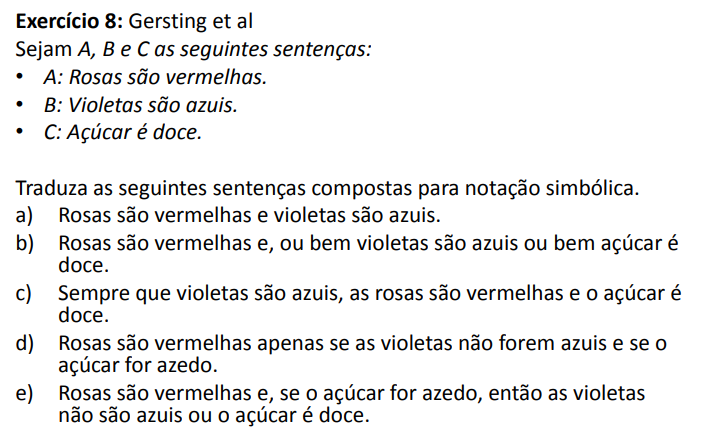 Exercício 8: Gersting et al
Sejam A, B e C as seguintes sentenças:
• A: Rosas são vermelhas.
• B: Violetas são azuis.
• C: Açúcar é doce.
Traduza as seguintes sentenças compostas para notação simbólica.
a) Rosas são vermelhas e violetas são azuis.
b) Rosas são vermelhas e, ou bem violetas são azuis ou bem açúcar é
doce.
c) Sempre que violetas são azuis, as rosas são vermelhas e o açúcar é
doce.
d) Rosas são vermelhas apenas se as violetas não forem azuis e se o
açúcar for azedo.
e) Rosas são vermelhas e, se o açúcar for azedo, então as violetas
não são azuis ou o açúcar é doce.